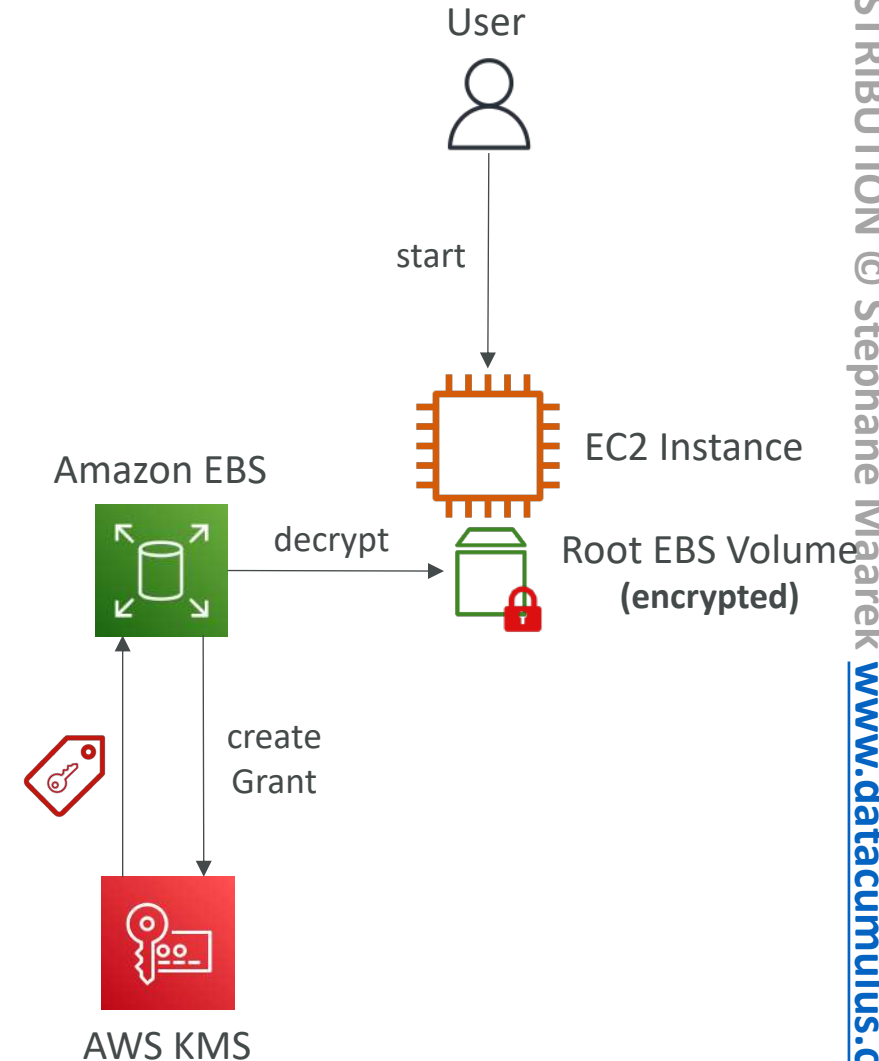 User
start
EC2 Instance
Amazon EBS
decrypt
Root EBS Volume
(encrypted)
create
Grant
AWS KMS
© Stephane Maarek www.datacumulus